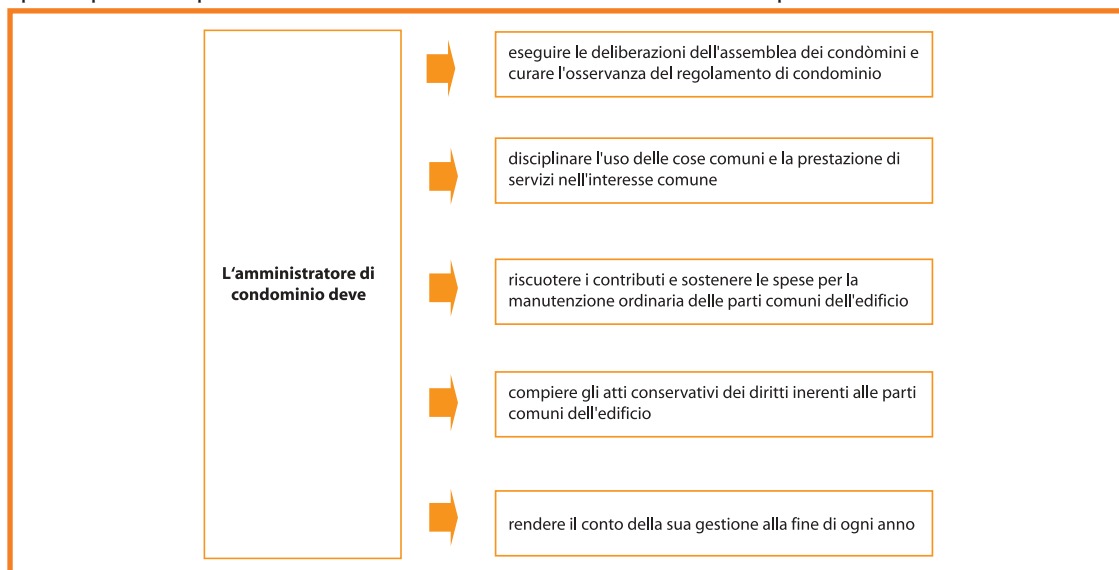 L'amministratore di
condominio deve
eseguire le deliberazioni dell'assemblea dei condòmini e
curare l'osservanza del regolamento di condominio
disciplinare l'uso delle cose comuni e la prestazione di
servizi nell'interesse comune
riscuotere i contributi e sostenere le spese per la
manutenzione ordinaria delle parti comuni dell'edificio
compiere gli atti conservativi dei diritti inerenti alle parti
comuni dell'edificio
rendere il conto della sua gestione alla fine di ogni anno